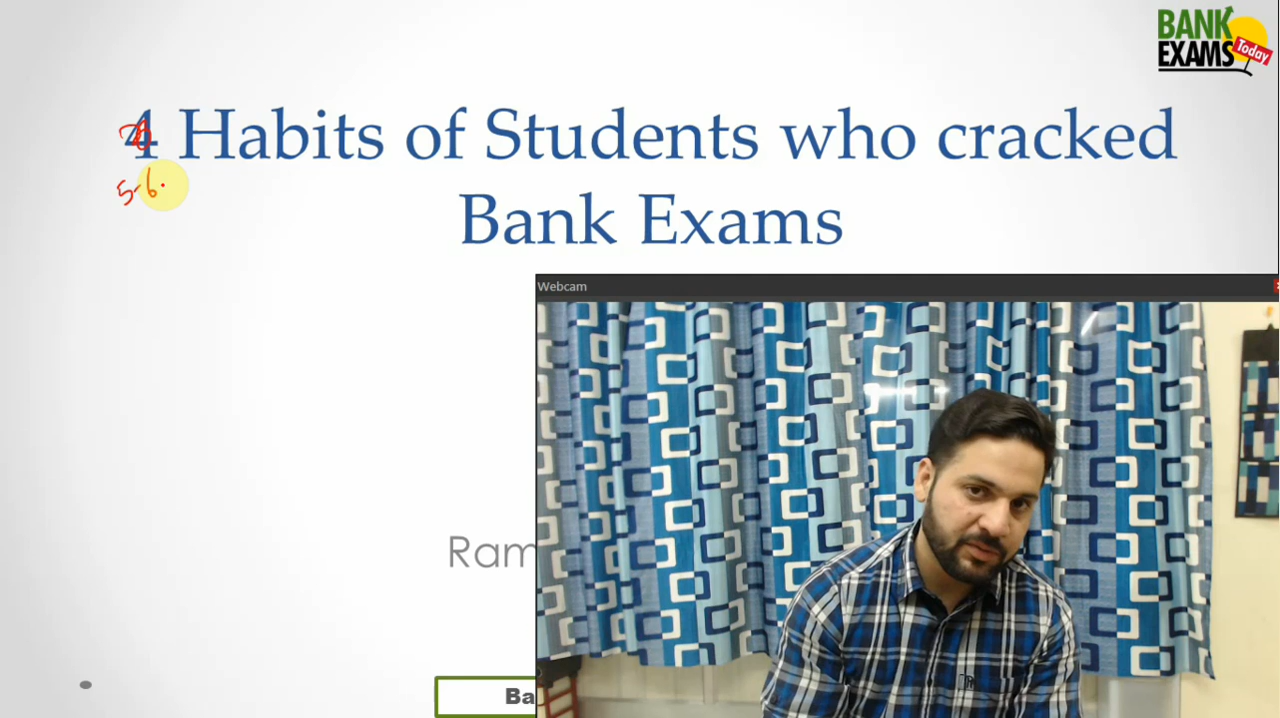 BANK
EXAMS Today
4 Habits of Students who cracked
5-6
Bank Exams
Webcam
Ram
Ba